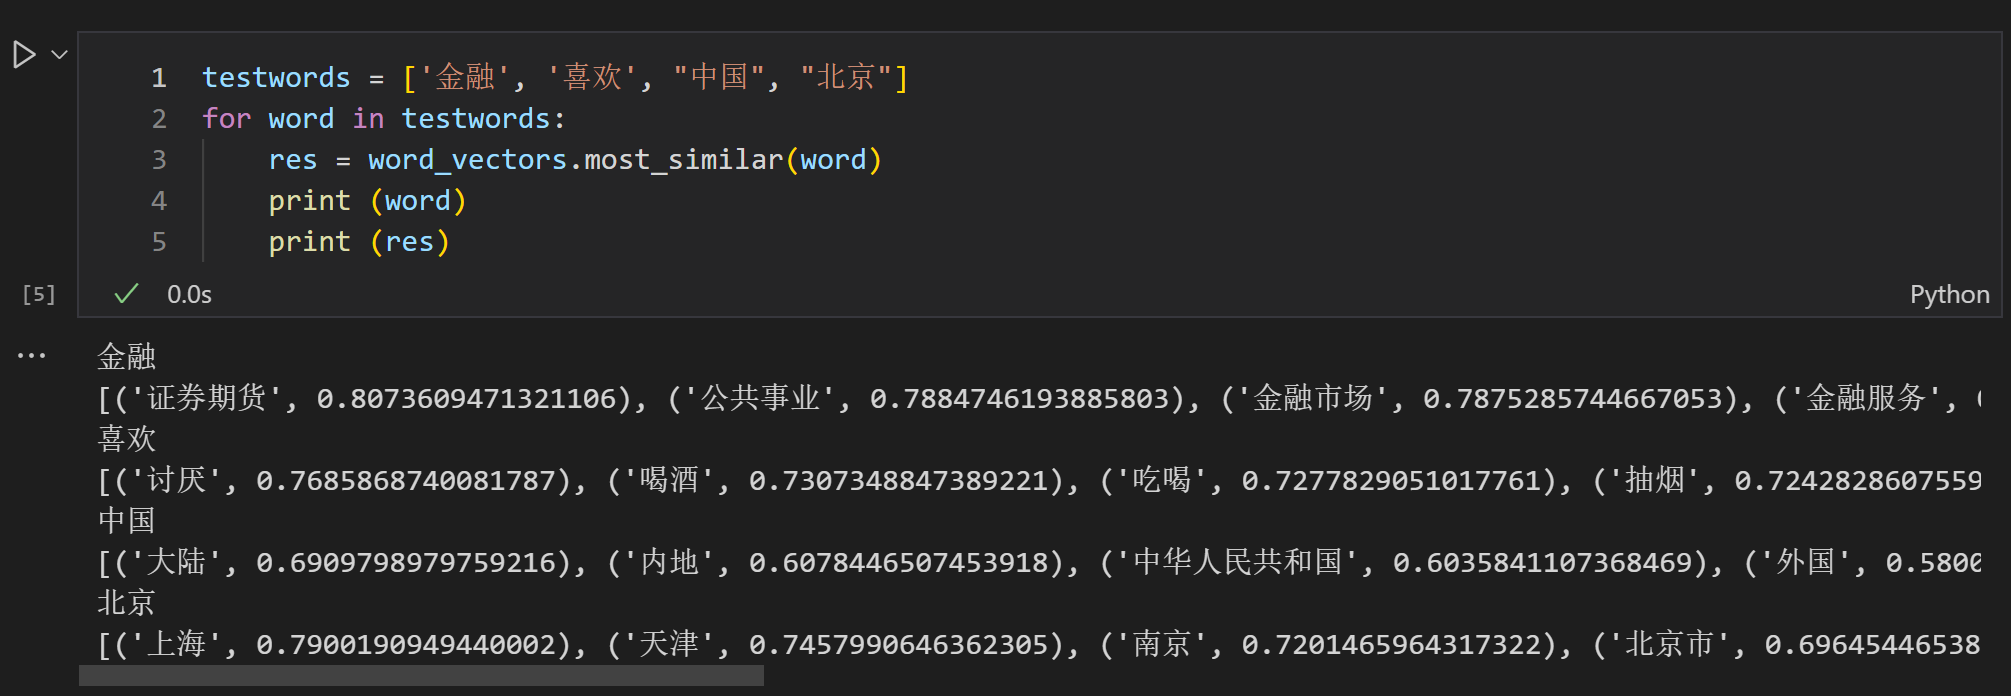 1 testwords = ['金融', '喜欢', "中国", "北京"]
2 for word in testwords:
3     res = word_vectors.most_similar(word)
4     print (word)
5     print (res)
[5] 0.0s Python
金融
[('证券期货', 0.8073609471321106), ('公共事业', 0.7884746193885803), ('金融市场', 0.7875285744667053), ('金融服务',
喜欢
[('讨厌', 0.7685868740081787), ('喝酒', 0.7307348847389221), ('吃喝', 0.7277829051017761), ('抽烟', 0.7242828607559
中国
[('大陆', 0.6909798979759216), ('内地', 0.6078446507453918), ('中华人民共和国', 0.6035841107368469), ('外国', 0.5800
北京
[('上海', 0.7900190949440002), ('天津', 0.7457990646362305), ('南京', 0.7201465964317322), ('北京市', 0.69645446538